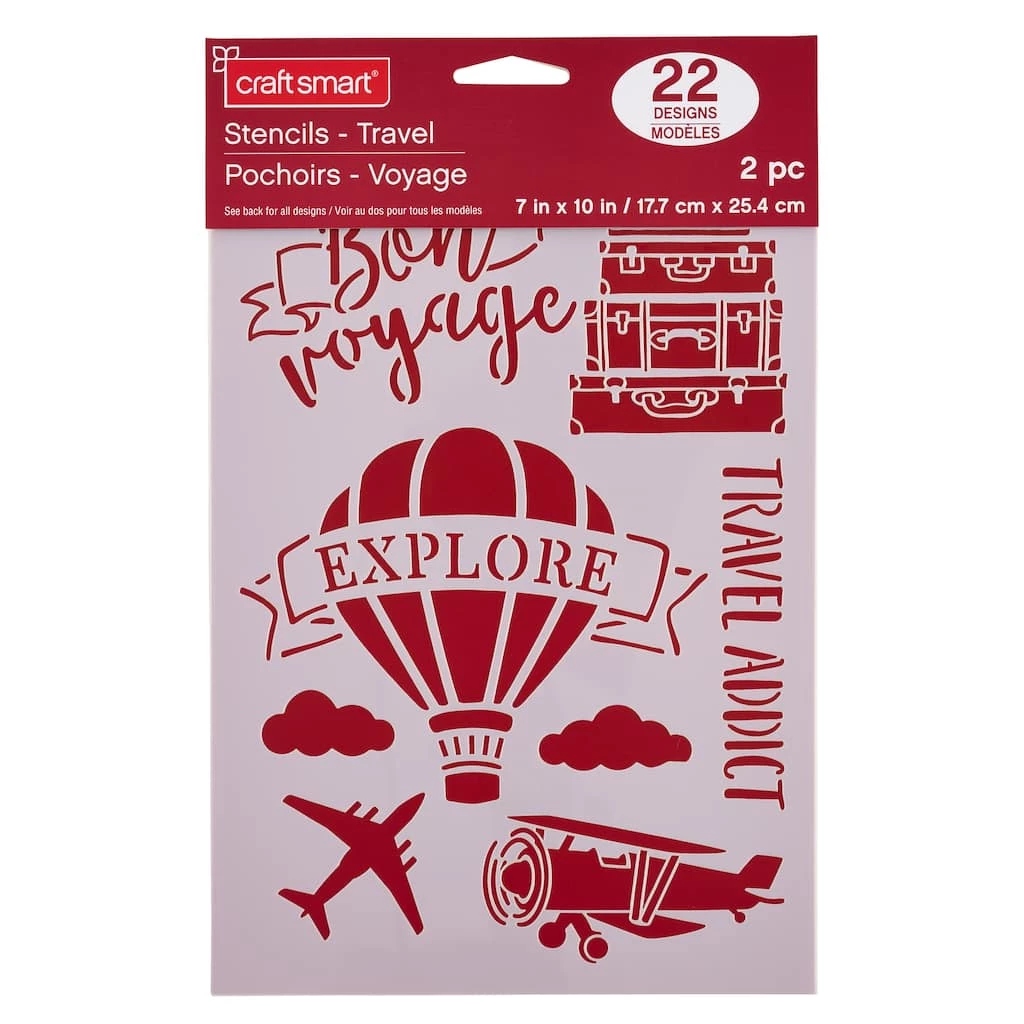 craft smart®
Stencils - Travel
Pochoirs - Voyage
See back for all designs / Voir au dos pour tous les modèles
22
DESIGNS
MODÈLES
2 pc
7 in x 10 in / 17.7 cm x 25.4 cm
Bon
voyage
EXPLORE
TRAVEL ADDICT